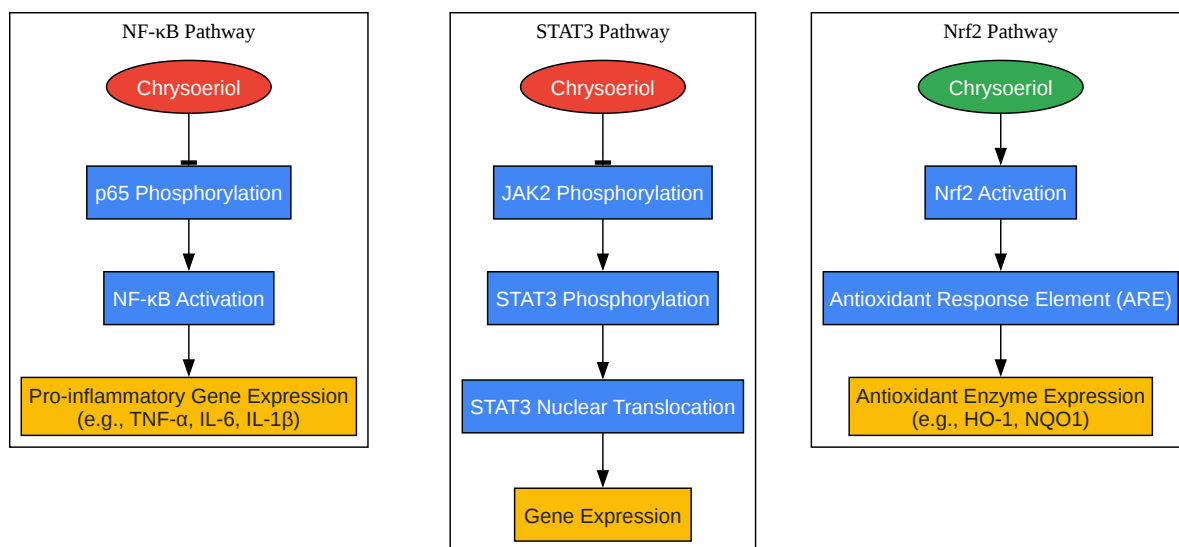 NF-κB Pathway
Chrysoeriol
p65 Phosphorylation
NF-κB Activation
Pro-inflammatory Gene Expression
(e.g., TNF-α, IL-6, IL-1β)
STAT3 Pathway
Chrysoeriol
JAK2 Phosphorylation
STAT3 Phosphorylation
STAT3 Nuclear Translocation
Gene Expression
Nrf2 Pathway
Chrysoeriol
Nrf2 Activation
Antioxidant Response Element (ARE)
Antioxidant Enzyme Expression
(e.g., HO-1, NQO1)